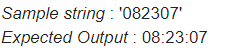 Sample string : '082307'
Expected Output : 08:23:07